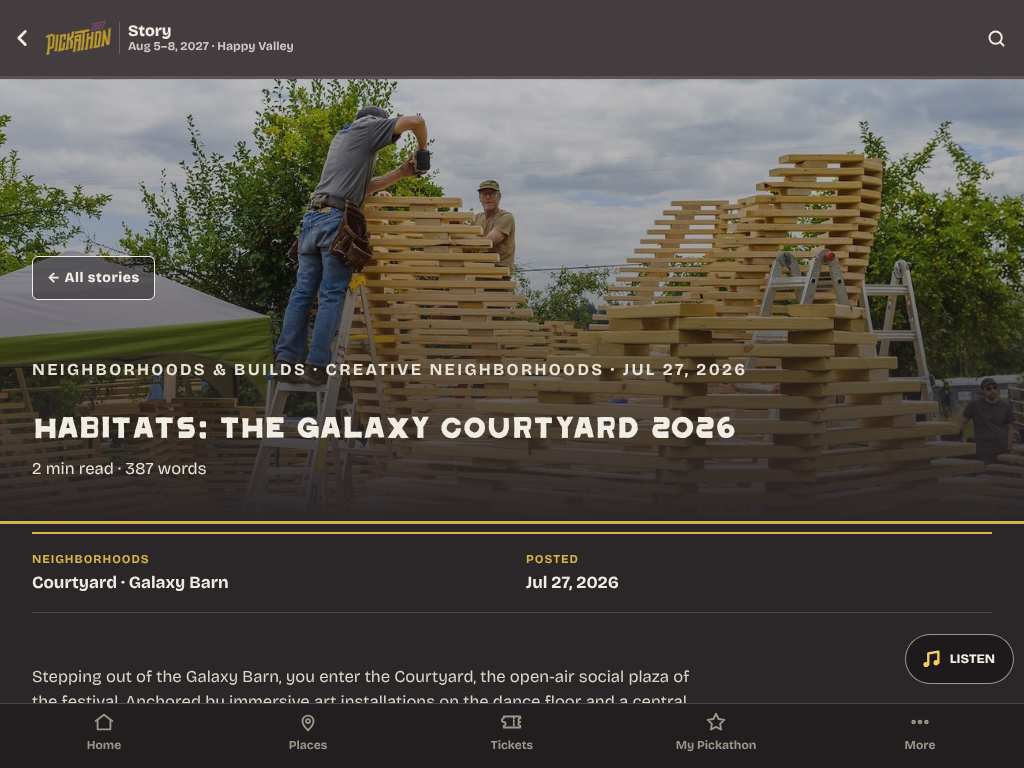 PICKATHON
Story
Aug 5–8, 2027 · Happy Valley
← All stories
NEIGHBORHOODS & BUILDS · CREATIVE NEIGHBORHOODS · JUL 27, 2026
HABITATS: THE GALAXY COURTYARD 2026
2 min read · 387 words
NEIGHBORHOODS
Courtyard · Galaxy Barn
POSTED
Jul 27, 2026
LISTEN
Stepping out of the Galaxy Barn, you enter the Courtyard, the open-air social plaza of
the festival. Anchored by immersive art installations on the dance floor and a central
Home
Places
Tickets
My Pickathon
More